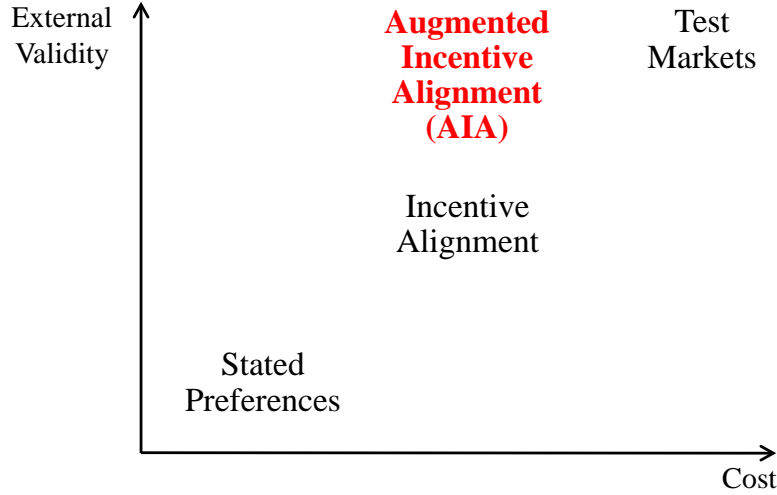 External
Validity
Augmented
Incentive
Alignment
(AIA)
Test
Markets
Incentive
Alignment
Stated
Preferences
Cost